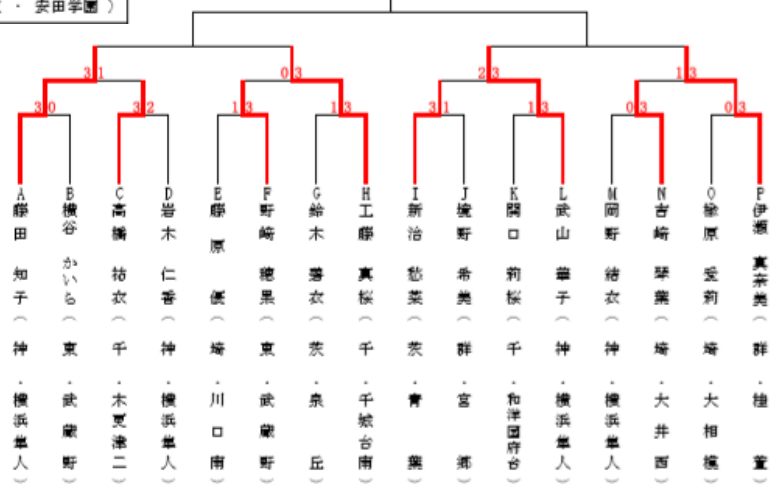 ・ 安田学園 ）
3 1
0 3
2 3
1 3
3 0
3 2
1 3
1 3
3 1
1 3
0 3
0 3
A 藤田 知子（神・横浜隼人）
B 横谷 かいら（東・武蔵野）
C 高橋 祐衣（千・木更津二）
D 岩木 仁香（神・横浜隼人）
E 藤原 優（埼・川口南）
F 野崎 穂果（東・武蔵野）
G 鈴木 碧衣（茨・泉丘）
H 工藤 真桜（千・千城台南）
I 新治 愁菜（茨・青葉）
J 境野 希美（群・宮郷）
K 関口 莉桜（千・和洋国府台）
L 武山 華子（神・横浜隼人）
M 岡野 結衣（神・横浜隼人）
N 吉崎 琴葉（埼・大井西）
O 原 愛莉（埼・大相模）
P 伊瀬 真奈美（群・桂萱）